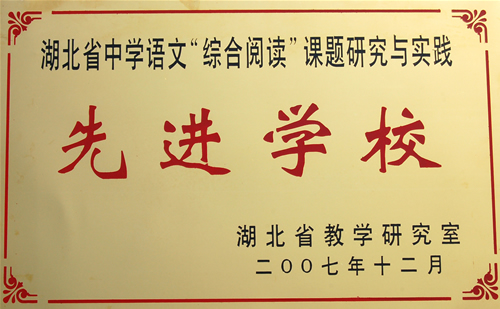 湖北省中学语文“综合阅读”课题研究与实践
先进学校
湖北省教学研究室
二〇〇七年十二月